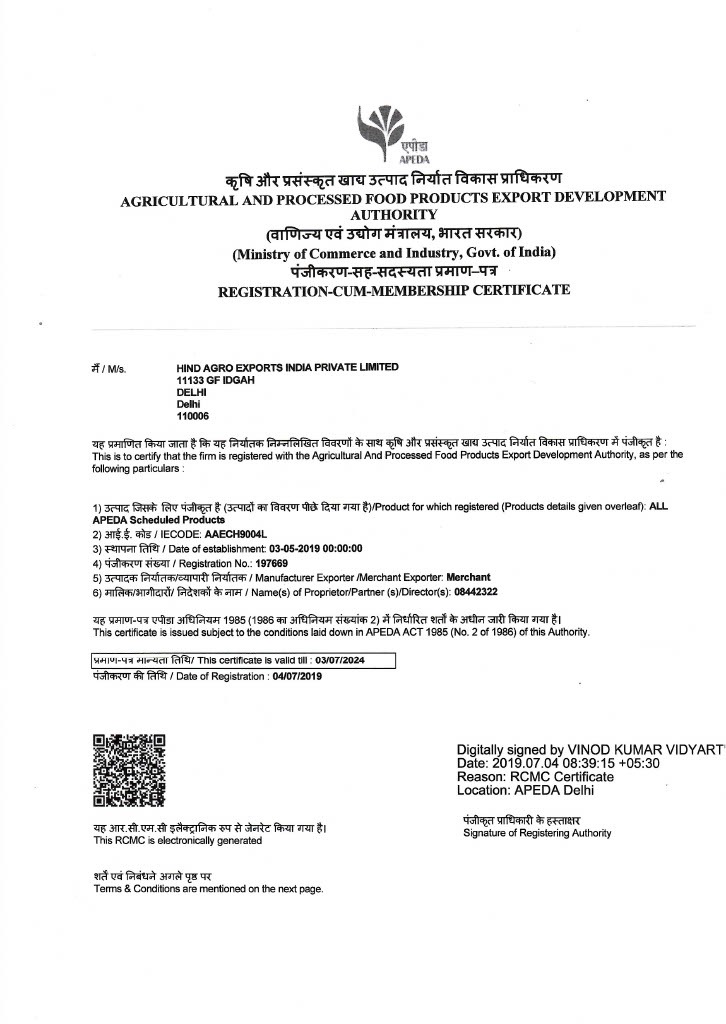 एपीडा
APEDA
कृषि और प्रसंस्कृत खाद्य उत्पाद निर्यात विकास प्राधिकरण
AGRICULTURAL AND PROCESSED FOOD PRODUCTS EXPORT DEVELOPMENT
AUTHORITY
(वाणिज्य एवं उद्योग मंत्रालय, भारत सरकार)
(Ministry of Commerce and Industry, Govt. of India)
पंजीकरण-सह-सदस्यता प्रमाण–पत्र
REGISTRATION-CUM-MEMBERSHIP CERTIFICATE
मैं / M/s. HIND AGRO EXPORTS INDIA PRIVATE LIMITED
11133 GF IDGAH
DELHI
Delhi
110006
यह प्रमाणित किया जाता है कि यह निर्यातक निम्नलिखित विवरणों के साथ कृषि और प्रसंस्कृत खाद्य उत्पाद निर्यात विकास प्राधिकरण में पंजीकृत है :
This is to certify that the firm is registered with the Agricultural And Processed Food Products Export Development Authority, as per the
following particulars :
1) उत्पाद जिसके लिए पंजीकृत है (उत्पादों का विवरण पीछे दिया गया है)/Product for which registered (Products details given overleaf): ALL
APEDA Scheduled Products
2) आई.ई. कोड / IECODE: AAECH9004L
3) स्थापना तिथि / Date of establishment: 03-05-2019 00:00:00
4) पंजीकरण संख्या / Registration No.: 197669
5) उत्पादक निर्यातक/व्यापारी निर्यातक / Manufacturer Exporter /Merchant Exporter: Merchant
6) मालिक/भागीदारों/ निदेशकों के नाम / Name(s) of Proprietor/Partner (s)/Director(s): 08442322
यह प्रमाण-पत्र एपीडा अधिनियम 1985 (1986 का अधिनियम संख्यांक 2) में निर्धारित शर्तों के अधीन जारी किया गया है।
This certificate is issued subject to the conditions laid down in APEDA ACT 1985 (No. 2 of 1986) of this Authority.
प्रमाण-पत्र मान्यता तिथि/ This certificate is valid till : 03/07/2024
पंजीकरण की तिथि / Date of Registration : 04/07/2019
Digitally signed by VINOD KUMAR VIDYART
Date: 2019.07.04 08:39:15 +05:30
Reason: RCMC Certificate
Location: APEDA Delhi
पंजीकृत प्राधिकारी के हस्ताक्षर
Signature of Registering Authority
यह आर.सी.एम.सी इलैक्ट्रानिक रुप से जेनरेट किया गया है।
This RCMC is electronically generated
शर्तें एवं निबंधने अगले पृष्ठ पर
Terms & Conditions are mentioned on the next page.